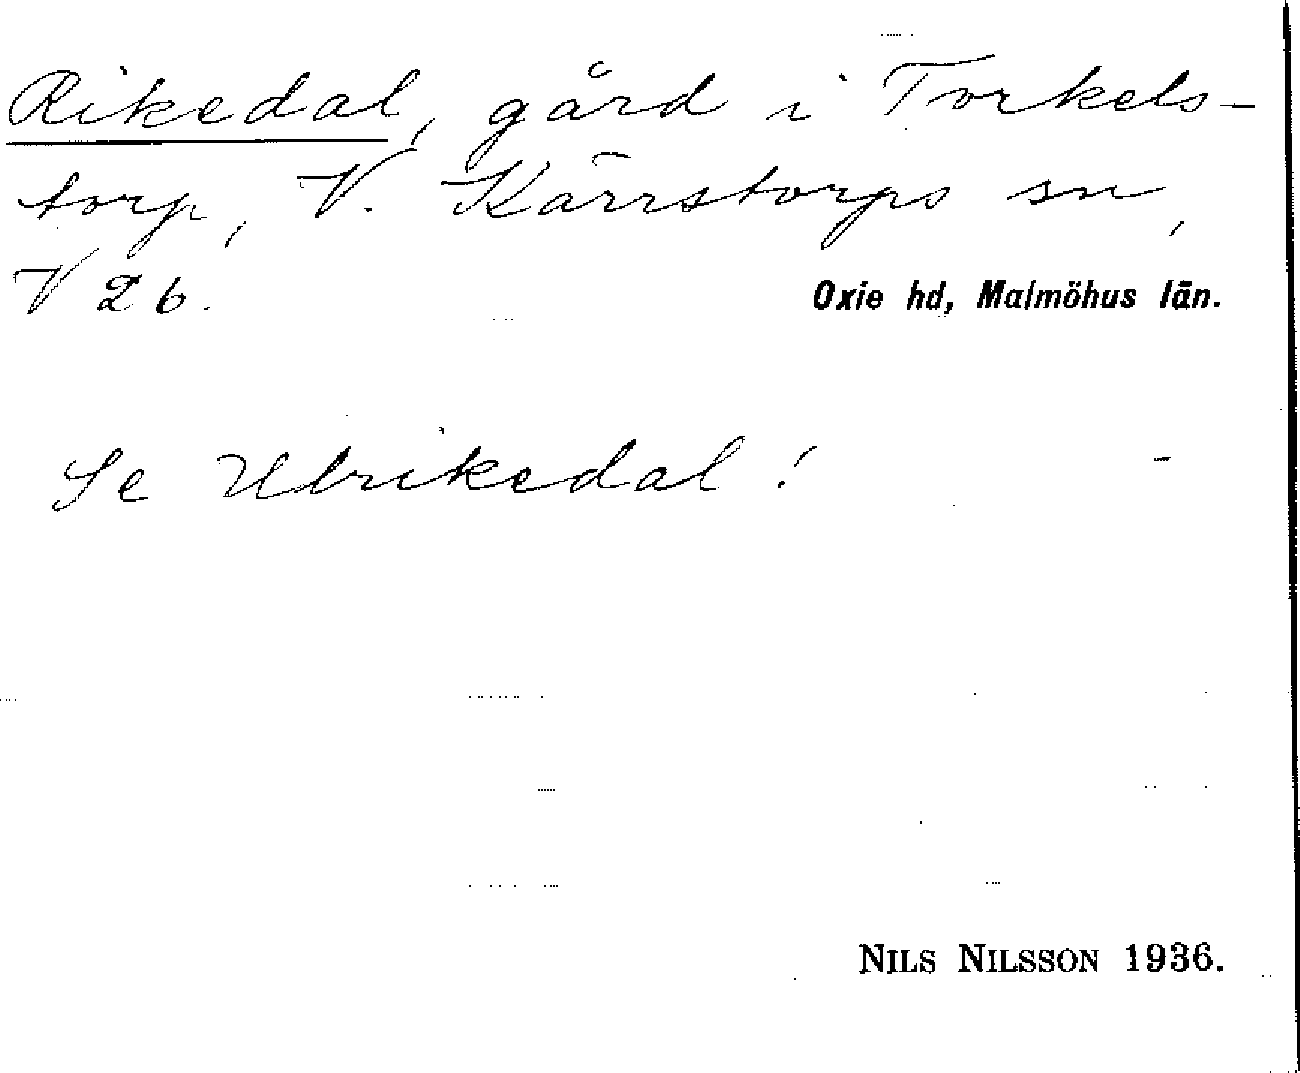 Rikedal, gård i Torkels-
torp, V. Kärrstorps sn,
V 26.
Oxie hd, Malmöhus län.
Se Ulrikedal!
NILS NILSSON 1936.